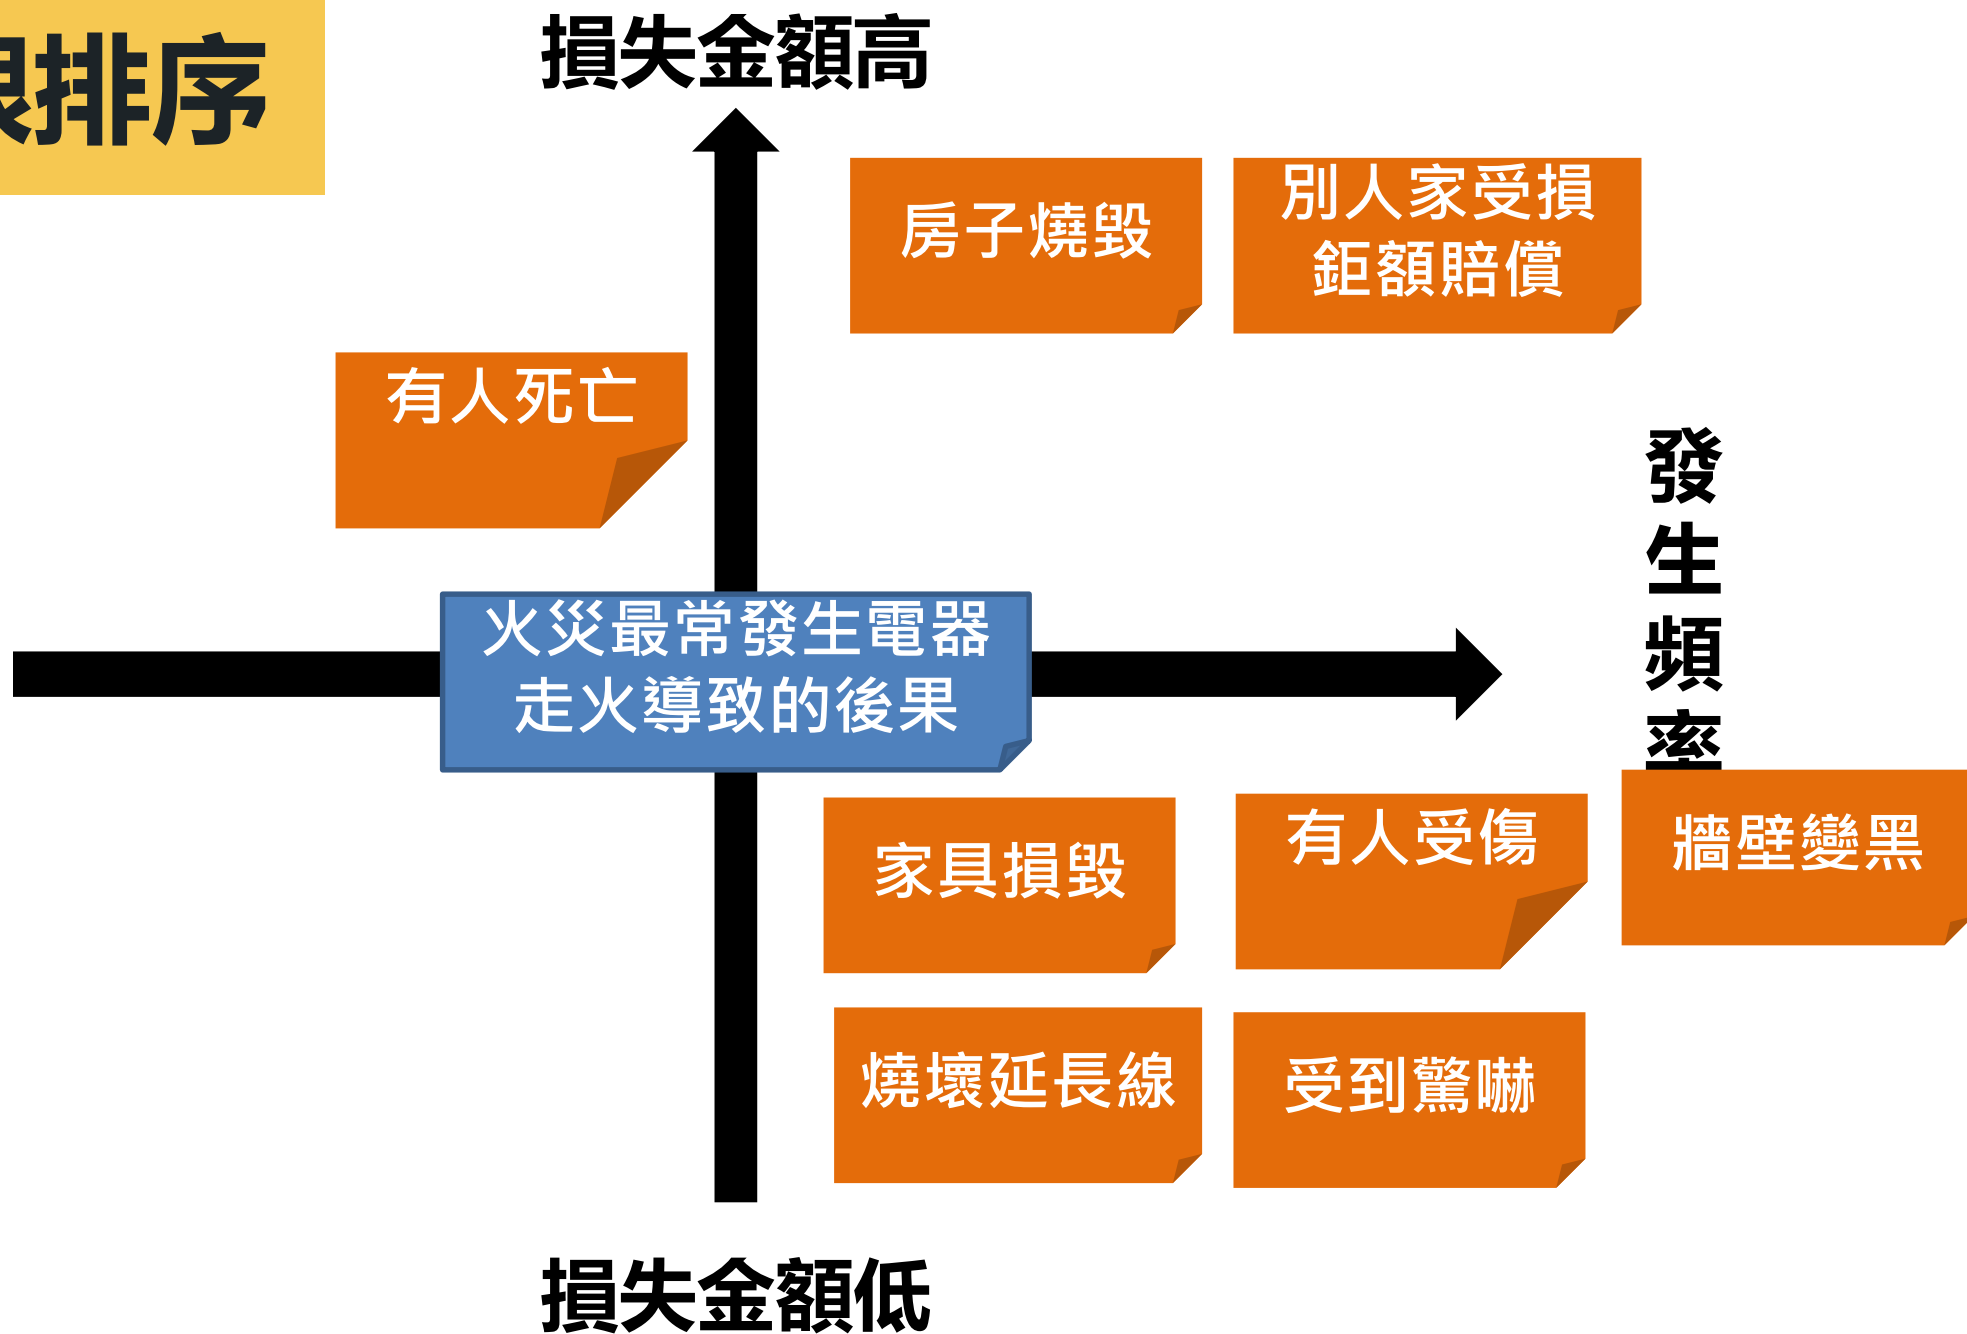 排序
損失金額高
房子燒毀
別人家受損
鉅額賠償
有人死亡
發生頻率
火災最常發生電器
走火導致的後果
家具損毀
有人受傷
牆壁變黑
燒壞延長線
受到驚嚇
損失金額低